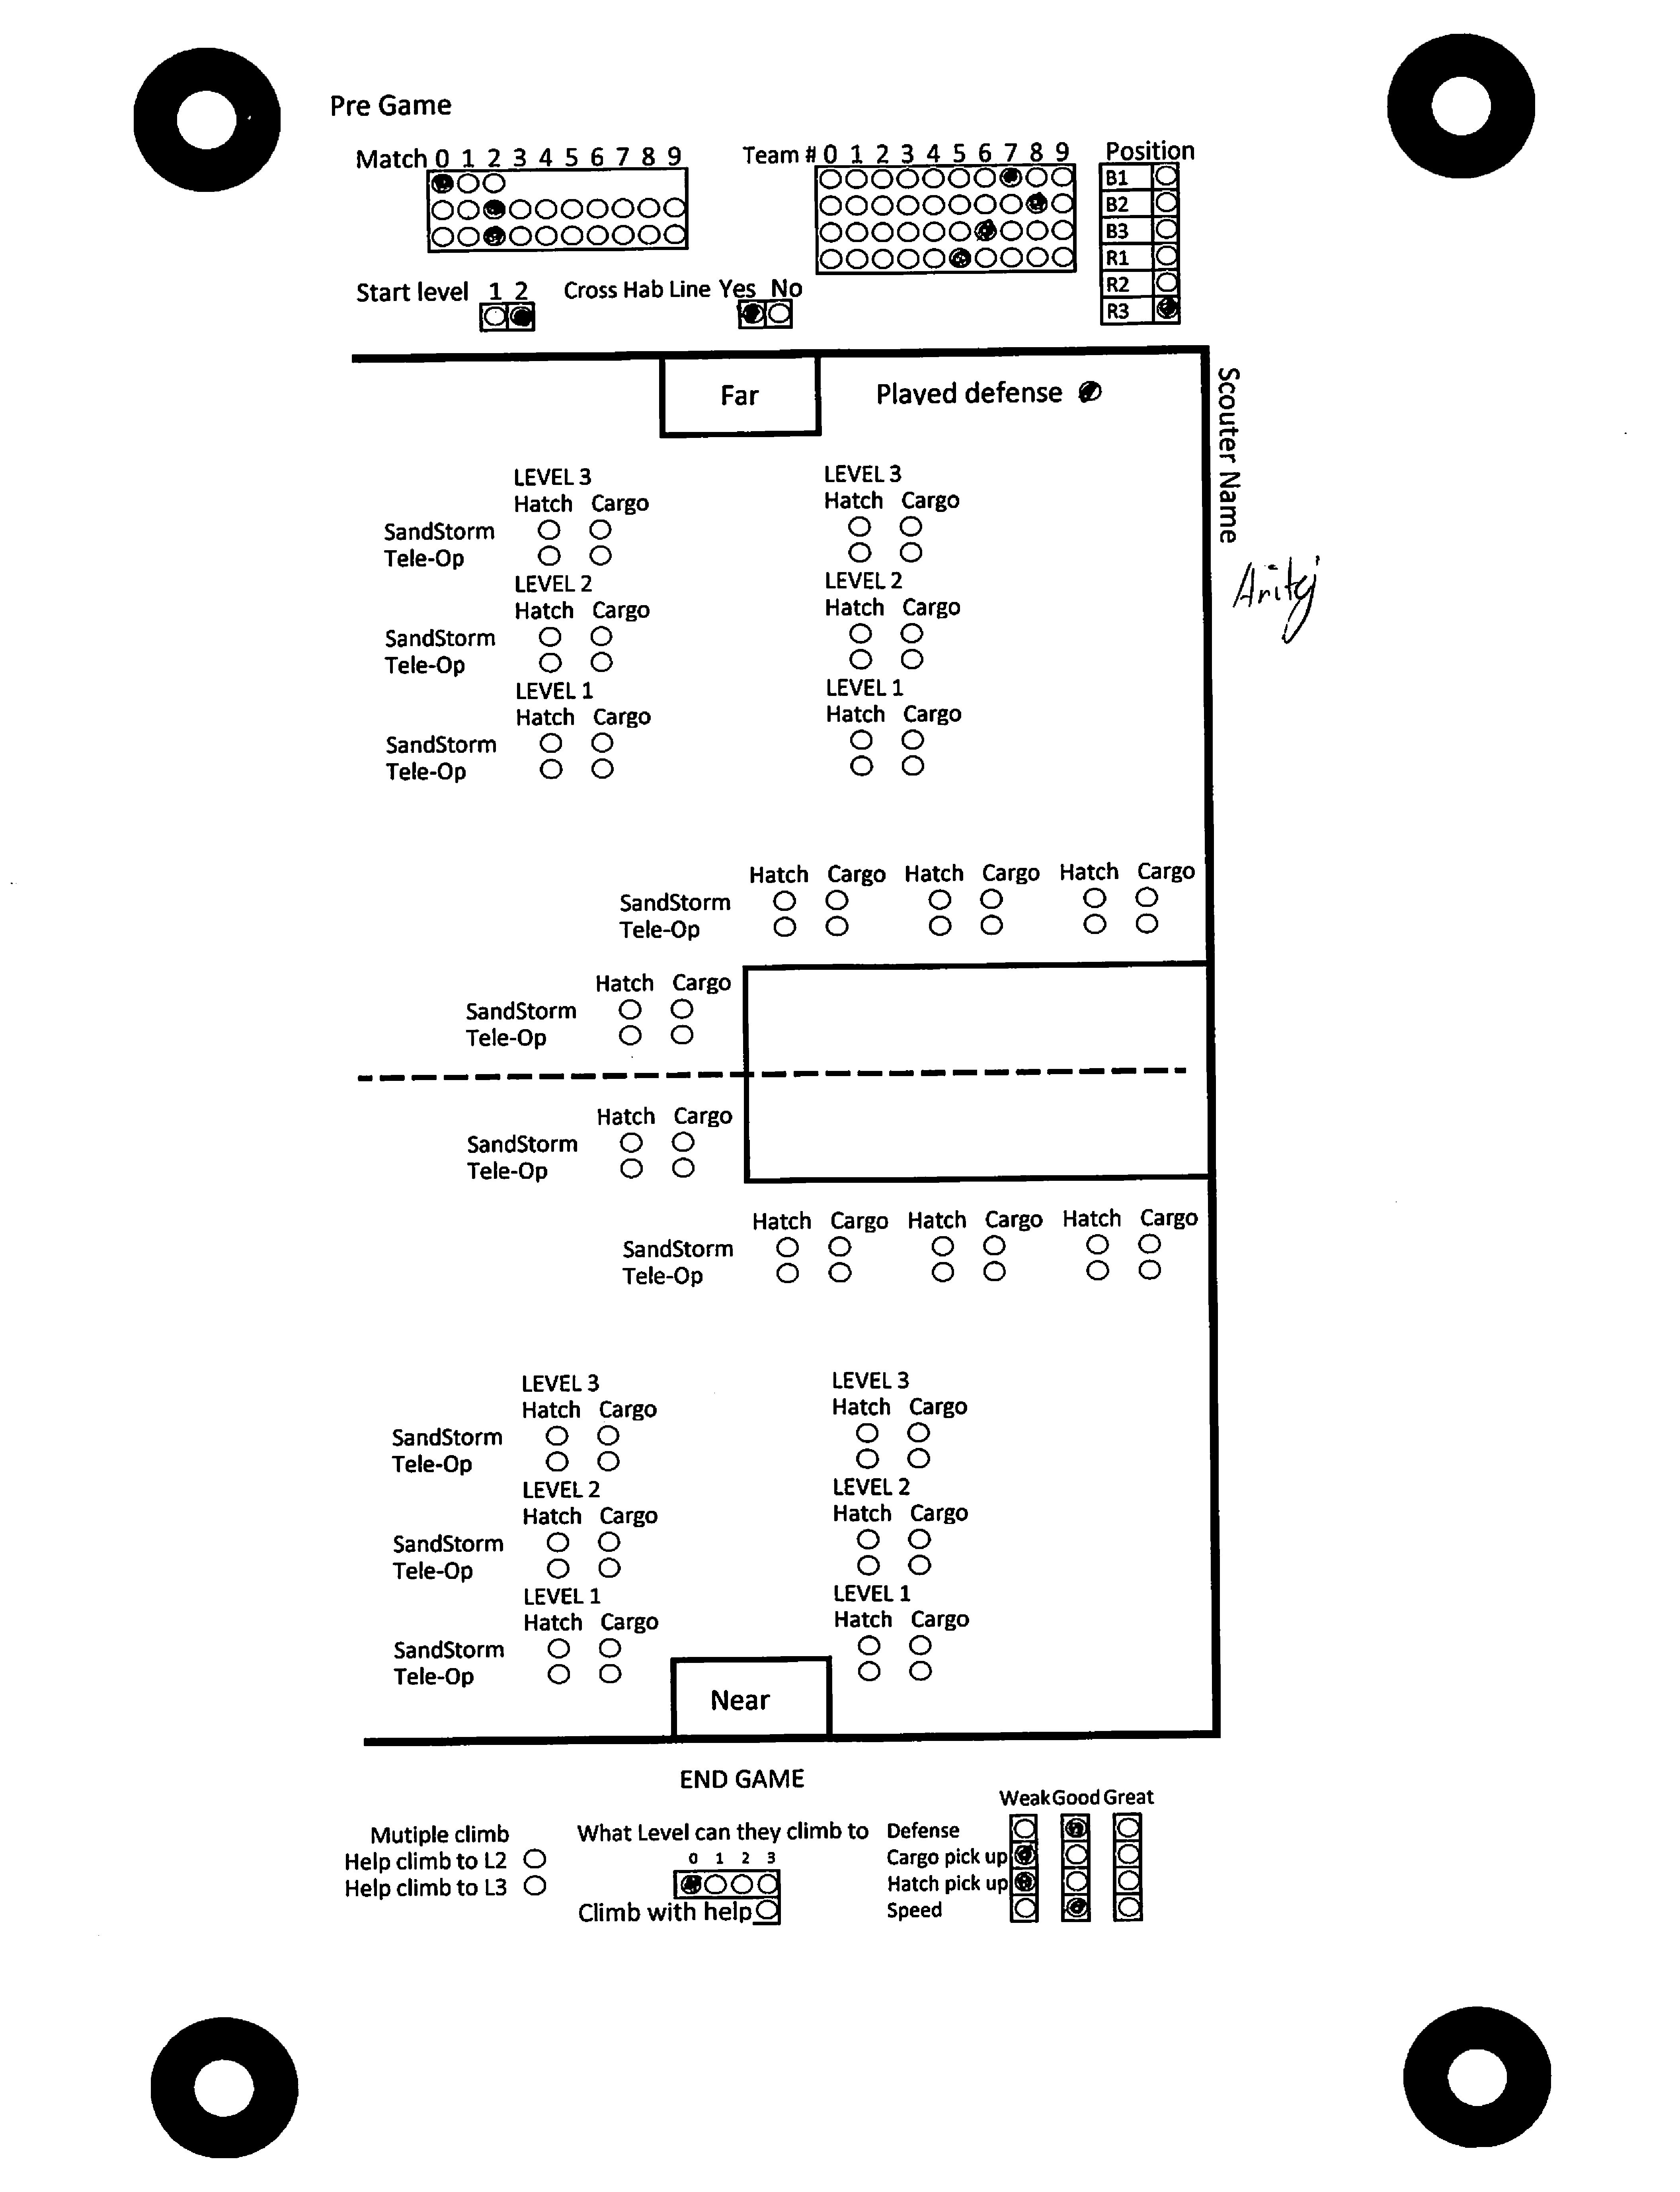 Pre Game
Match 0 1 2 3 4 5 6 7 8 9
Team # 0 1 2 3 4 5 6 7 8 9
Position
B1
B2
B3
R1
R2
R3
Start level 1 2
Cross Hab Line Yes No
Far
Played defense
Scouter Name
LEVEL 3 LEVEL 3
Hatch Cargo Hatch Cargo
SandStorm
Tele-Op
LEVEL 2 LEVEL 2
Hatch Cargo Hatch Cargo
SandStorm
Tele-Op
LEVEL 1 LEVEL 1
Hatch Cargo Hatch Cargo
SandStorm
Tele-Op
Hatch Cargo Hatch Cargo Hatch Cargo
SandStorm
Tele-Op
Hatch Cargo
SandStorm
Tele-Op
Hatch Cargo
SandStorm
Tele-Op
Hatch Cargo Hatch Cargo Hatch Cargo
SandStorm
Tele-Op
LEVEL 3 LEVEL 3
Hatch Cargo Hatch Cargo
SandStorm
Tele-Op
LEVEL 2 LEVEL 2
Hatch Cargo Hatch Cargo
SandStorm
Tele-Op
LEVEL 1 LEVEL 1
Hatch Cargo Hatch Cargo
SandStorm
Tele-Op
Near
END GAME
Mutiple climb
Help climb to L2
Help climb to L3
What Level can they climb to
0 1 2 3
Climb with help
Weak Good Great
Defense
Cargo pick up
Hatch pick up
Speed